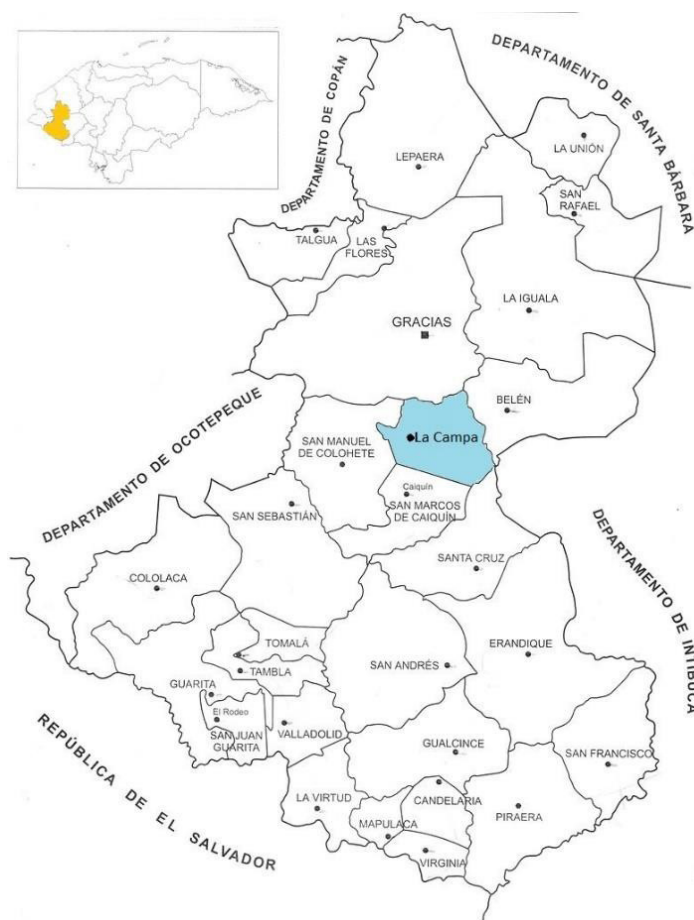 DEPARTAMENTO DE COPÁN
DEPARTAMENTO DE SANTA BÁRBARA
LA UNIÓN
LEPAERA
SAN
RAFAEL
TALGUA
LAS
FLORES
LA IGUALA
GRACIAS
BELÉN
La Campa
DEPARTAMENTO DE OCOTEPEQUE
SAN MANUEL
DE COLOHETE
Caiquín
SAN MARCOS
DE CAIQUÍN
SAN SEBASTIÁN
DEPARTAMENTO DE INTIBUCÁ
SANTA CRUZ
COLOLACA
TOMALÁ
ERANDIQUE
SAN ANDRÉS
TAMBLA
GUARITA
El Rodeo
SAN JUAN
GUARITA
VALLADOLID
GUALCINCE
SAN FRANCISCO
REPÚBLICA DE EL SALVADOR
LA VIRTUD
CANDELARIA
PIRAERA
MAPULACA
VIRGINIA